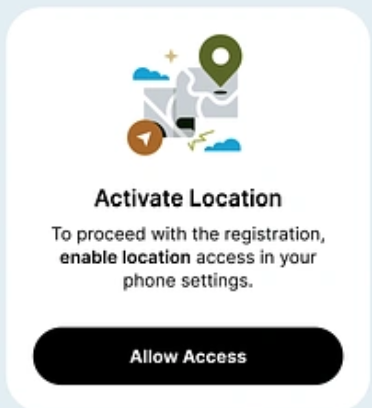 Activate Location
To proceed with the registration,
enable location access in your
phone settings.
Allow Access